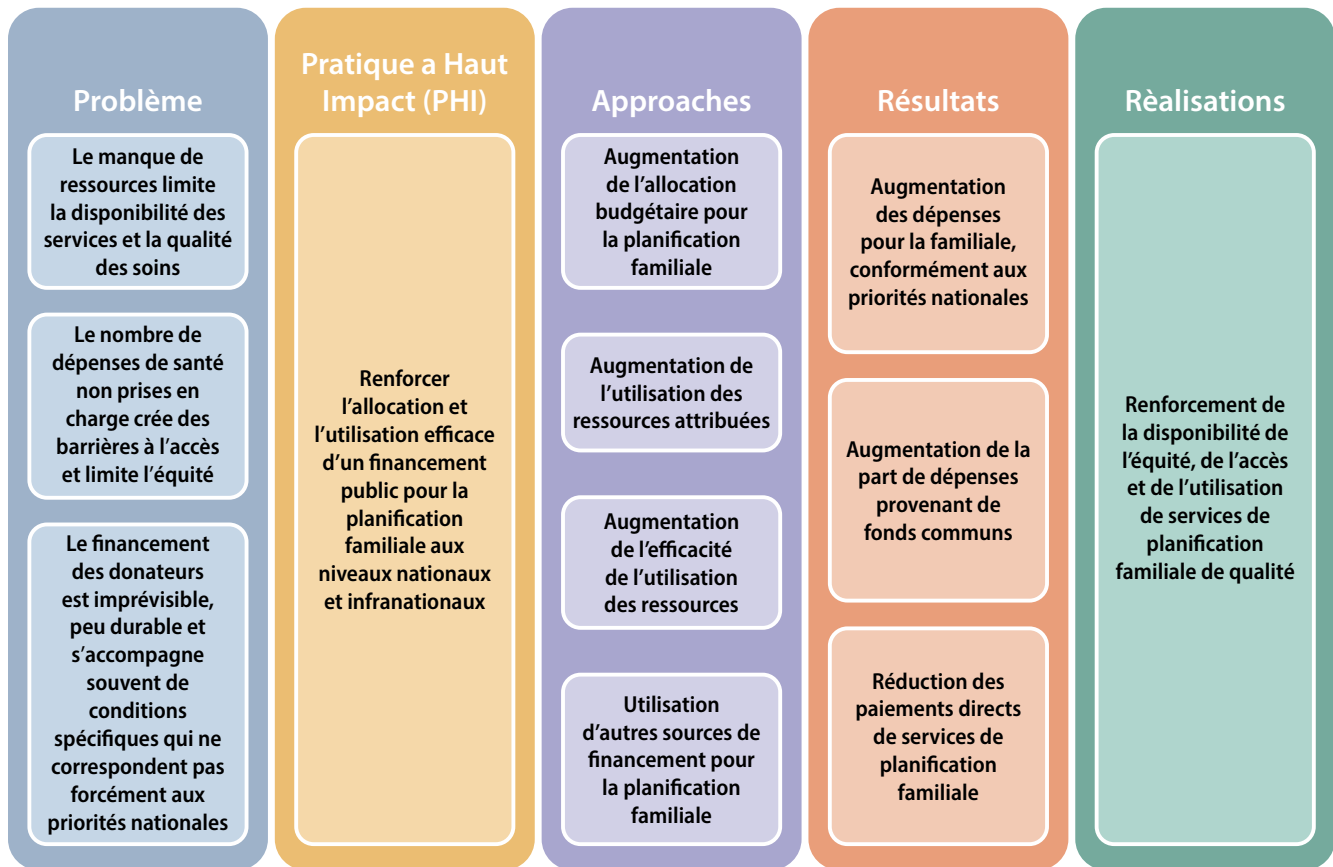 Problème
Le manque de
ressources limite
la disponibilité des
services et la qualité
des soins
Le nombre de
dépenses de santé
non prises en
charge crée des
barrières à l'accès
et limite l'équité
Le financement
des donateurs
est imprévisible,
peu durable et
s'accompagne
souvent de
conditions
spécifiques qui ne
correspondent pas
forcément aux
priorités nationales
Pratique a Haut
Impact (PHI)
Renforcer
l'allocation et
l'utilisation efficace
d'un financement
public pour la
planification
familiale aux
niveaux nationaux
et infranationaux
Approaches
Augmentation
de l'allocation
budgétaire pour
la planification
familiale
Augmentation de
l'utilisation des
ressources attribuées
Augmentation
de l'efficacité
de l'utilisation
des ressources
Utilisation
d'autres sources de
financement pour
la planification
familiale
Résultats
Augmentation
des dépenses
pour la familiale,
conformément aux
priorités nationales
Augmentation de la
part de dépenses
provenant de
fonds communs
Réduction des
paiements directs
de services de
planification
familiale
Rèalisations
Renforcement de
la disponibilité de
l'équité, de l'accès
et de l'utilisation
de services de
planification
familiale de qualité